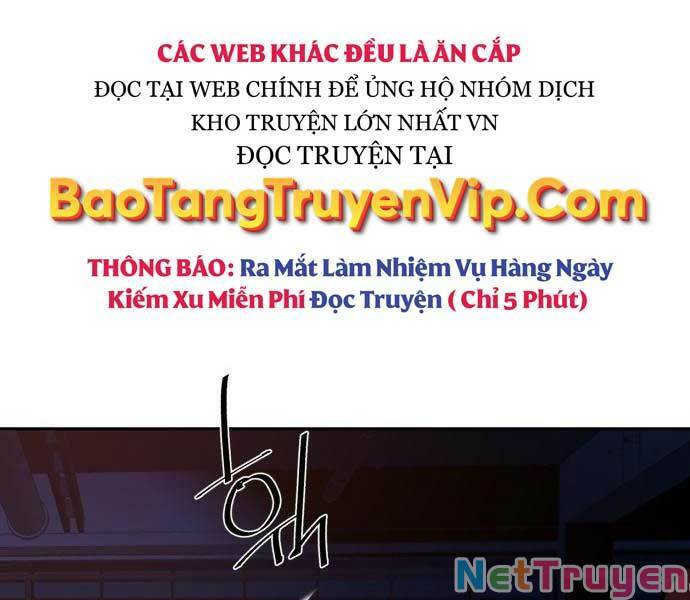 CÁC WEB KHÁC ĐỀU LÀ ĂN CẮP
ĐỌC TẠI WEB CHÍNH ĐỂ ỦNG HỘ NHÓM DỊCH
KHO TRUYỆN LỚN NHẤT VN
ĐỌC TRUYỆN TẠI
BaoTangTruyenVip.Com
THÔNG BÁO: Ra Mắt Làm Nhiệm Vụ Hàng Ngày
Kiếm Xu Miễn Phí Đọc Truyện ( Chỉ 5 Phút)
NetTruyen